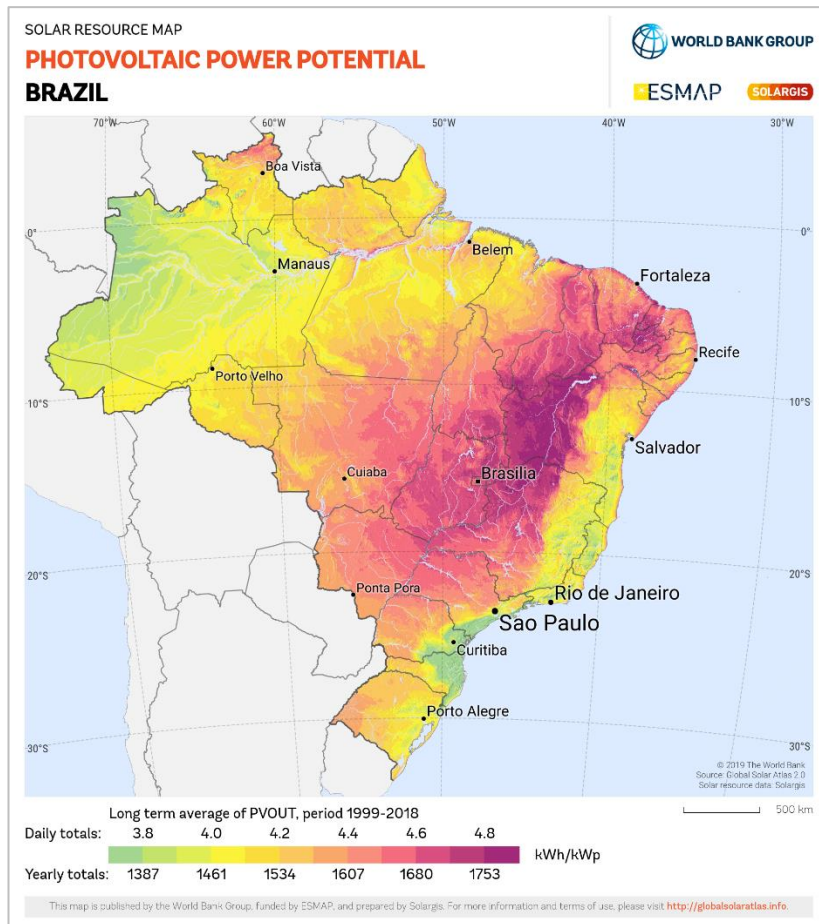 SOLAR RESOURCE MAP
PHOTOVOLTAIC POWER POTENTIAL
BRAZIL
WORLD BANK GROUP
ESMAP
SOLARGIS
70°W
60°W
50°W
40°W
30°W
Boa Vista
0°
0°
Belem
Manaus
Fortaleza
Recife
Porto Velho
10°S
10°S
Salvador
Cuiaba
Brasilia
20°S
20°S
Ponta Pora
Rio de Janeiro
Sao Paulo
Curitiba
Porto Alegre
30°S
30°S
© 2019 The World Bank
Source: Global Solar Atlas 2.0
Solar resource data: Solargis
Long term average of PVOUT, period 1999-2018
500 km
Daily totals: 3.8 4.0 4.2 4.4 4.6 4.8
kWh/kWp
Yearly totals: 1387 1461 1534 1607 1680 1753
This map is published by the World Bank Group, funded by ESMAP, and prepared by Solargis. For more information and terms of use, please visit http://globalsolaratlas.info.